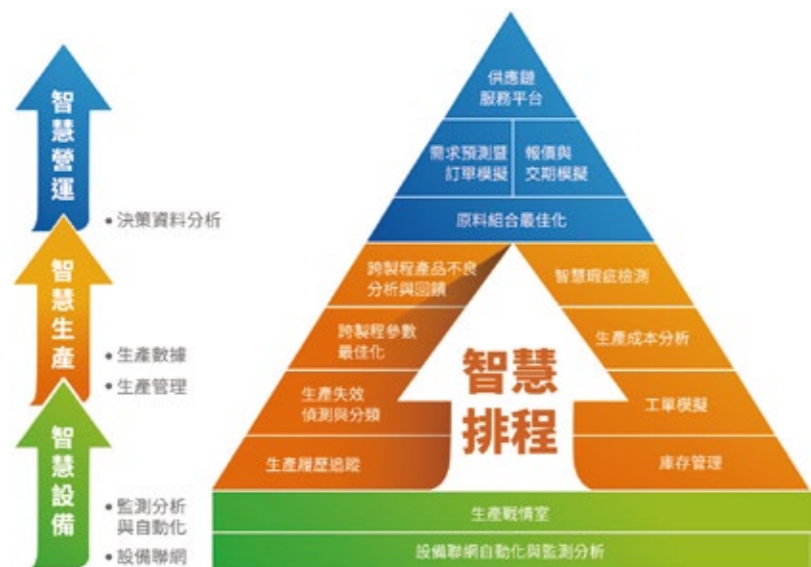 智慧營運
• 決策資料分析
智慧生產
• 生產數據
• 生產管理
智慧設備
• 監測分析
與自動化
• 設備聯網
供應鏈
服務平台
需求預測暨
訂單模擬
報價與
交期模擬
原料組合最佳化
跨製程產品不良
分析與回饋
智慧瑕疵檢測
跨製程參數
最佳化
生產成本分析
智慧
排程
生產失效
偵測與分類
工單模擬
生產履歷追蹤
庫存管理
生產戰情室
設備聯網自動化與監測分析